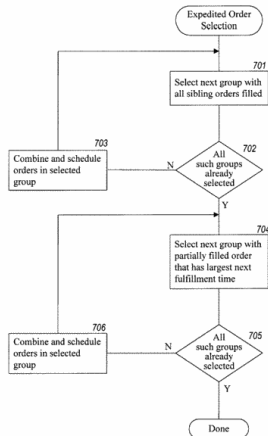 Expedited Order
Selection
701
Select next group with
all sibling orders filled
703
Combine and schedule
orders in selected
group
702
All
such groups
already
selected
N
Y
704
Select next group with
partially filled order
that has largest next
fulfillment time
706
Combine and schedule
orders in selected
group
705
All
such groups
already
selected
N
Y
Done